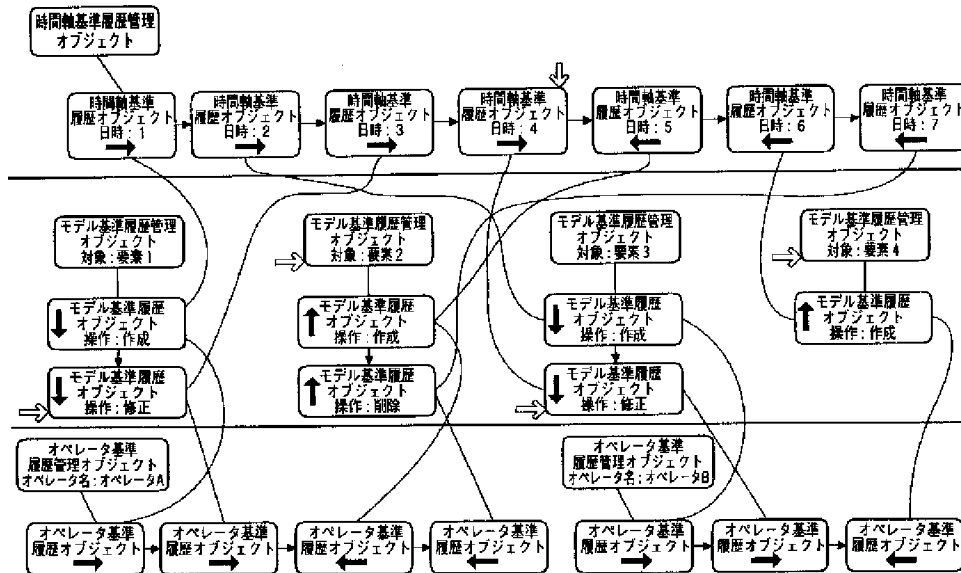 時間軸基準履歴管理
オブジェクト
時間軸基準
履歴オブジェクト
日時:1
時間軸基準
履歴オブジェクト
日時:2
時間軸基準
履歴オブジェクト
日時:3
時間軸基準
履歴オブジェクト
日時:4
時間軸基準
履歴オブジェクト
日時:5
時間軸基準
履歴オブジェクト
日時:6
時間軸基準
履歴オブジェクト
日時:7
モデル基準履歴管理
オブジェクト
対象:要素1
モデル基準履歴管理
オブジェクト
対象:要素2
モデル基準履歴管理
オブジェクト
対象:要素3
モデル基準履歴管理
オブジェクト
対象:要素4
モデル基準履歴
オブジェクト
操作:作成
モデル基準履歴
オブジェクト
操作:作成
モデル基準履歴
オブジェクト
操作:作成
モデル基準履歴
オブジェクト
操作:作成
モデル基準履歴
オブジェクト
操作:修正
モデル基準履歴
オブジェクト
操作:削除
モデル基準履歴
オブジェクト
操作:修正
オペレータ基準
履歴管理オブジェクト
オペレータ名:オペレータA
オペレータ基準
履歴管理オブジェクト
オペレータ名:オペレータB
オペレータ基準
履歴オブジェクト
オペレータ基準
履歴オブジェクト
オペレータ基準
履歴オブジェクト
オペレータ基準
履歴オブジェクト
オペレータ基準
履歴オブジェクト
オペレータ基準
履歴オブジェクト
オペレータ基準
履歴オブジェクト